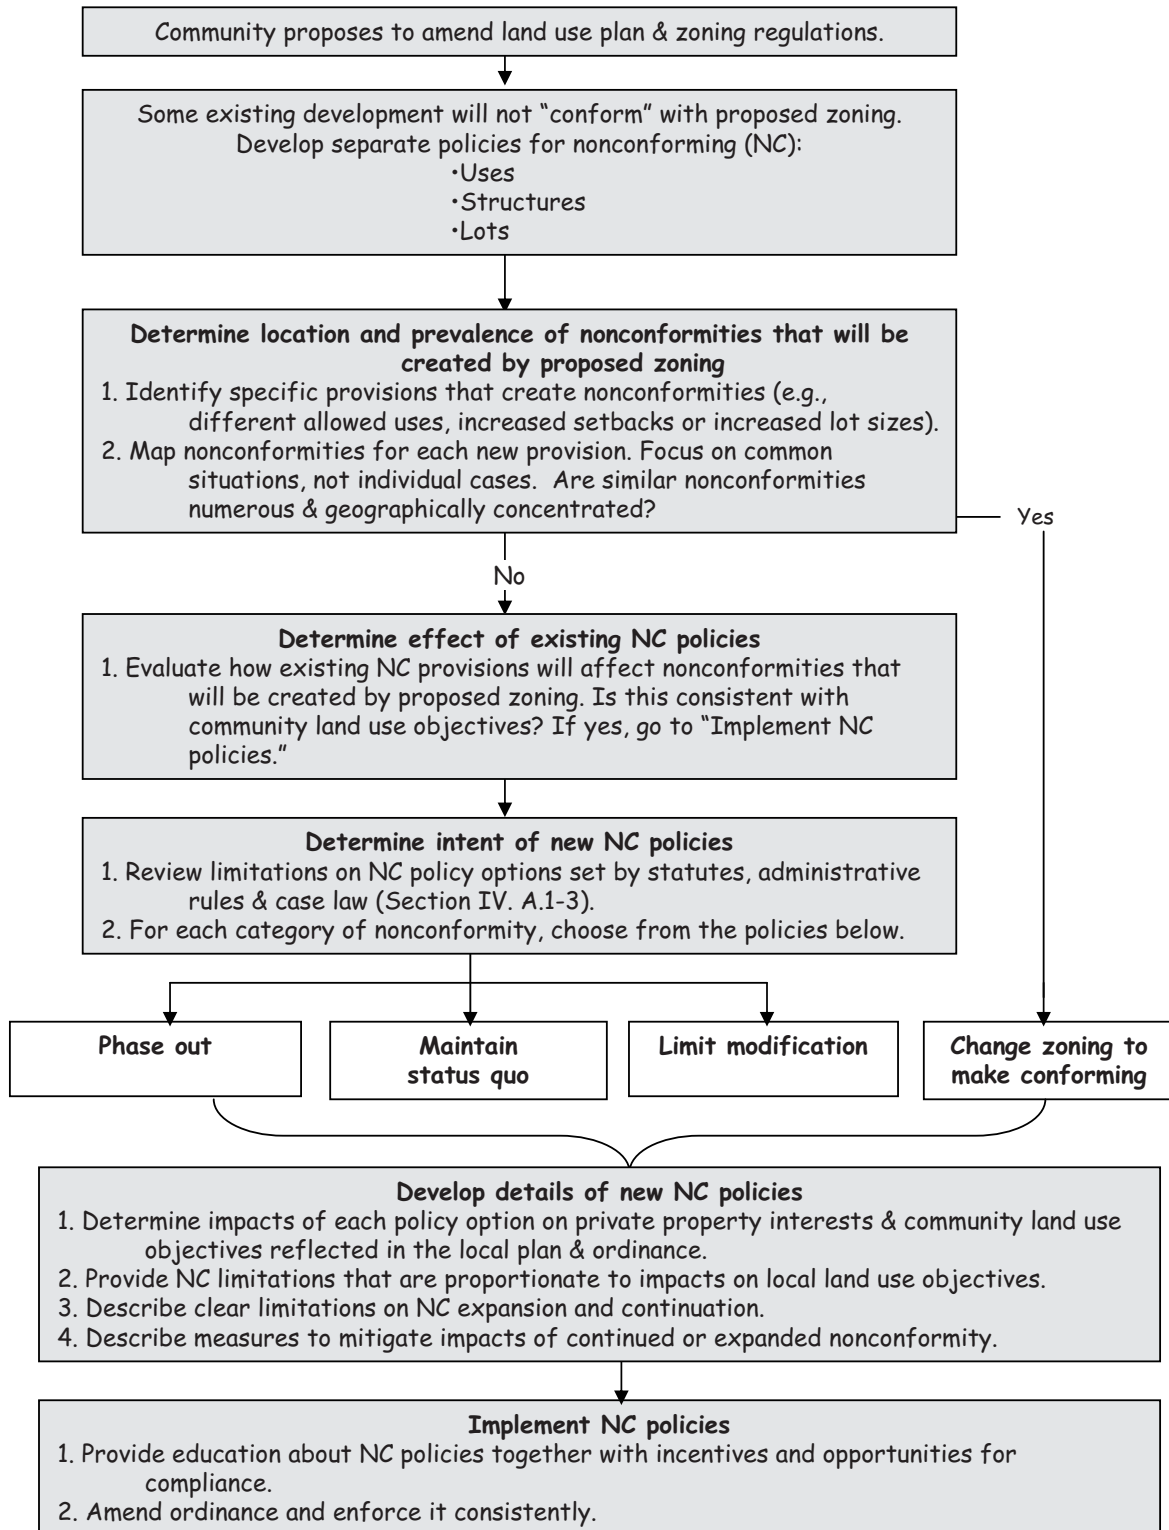 Community proposes to amend land use plan & zoning regulations.
Some existing development will not “conform” with proposed zoning.
Develop separate policies for nonconforming (NC):
•Uses
•Structures
•Lots
Determine location and prevalence of nonconformities that will be
created by proposed zoning
1. Identify specific provisions that create nonconformities (e.g.,
different allowed uses, increased setbacks or increased lot sizes).
2. Map nonconformities for each new provision. Focus on common
situations, not individual cases. Are similar nonconformities
numerous & geographically concentrated?
Yes
No
Determine effect of existing NC policies
1. Evaluate how existing NC provisions will affect nonconformities that
will be created by proposed zoning. Is this consistent with
community land use objectives? If yes, go to “Implement NC
policies.”
Determine intent of new NC policies
1. Review limitations on NC policy options set by statutes, administrative
rules & case law (Section IV. A.1-3).
2. For each category of nonconformity, choose from the policies below.
Phase out
Maintain
status quo
Limit modification
Change zoning to
make conforming
Develop details of new NC policies
1. Determine impacts of each policy option on private property interests & community land use
objectives reflected in the local plan & ordinance.
2. Provide NC limitations that are proportionate to impacts on local land use objectives.
3. Describe clear limitations on NC expansion and continuation.
4. Describe measures to mitigate impacts of continued or expanded nonconformity.
Implement NC policies
1. Provide education about NC policies together with incentives and opportunities for
compliance.
2. Amend ordinance and enforce it consistently.